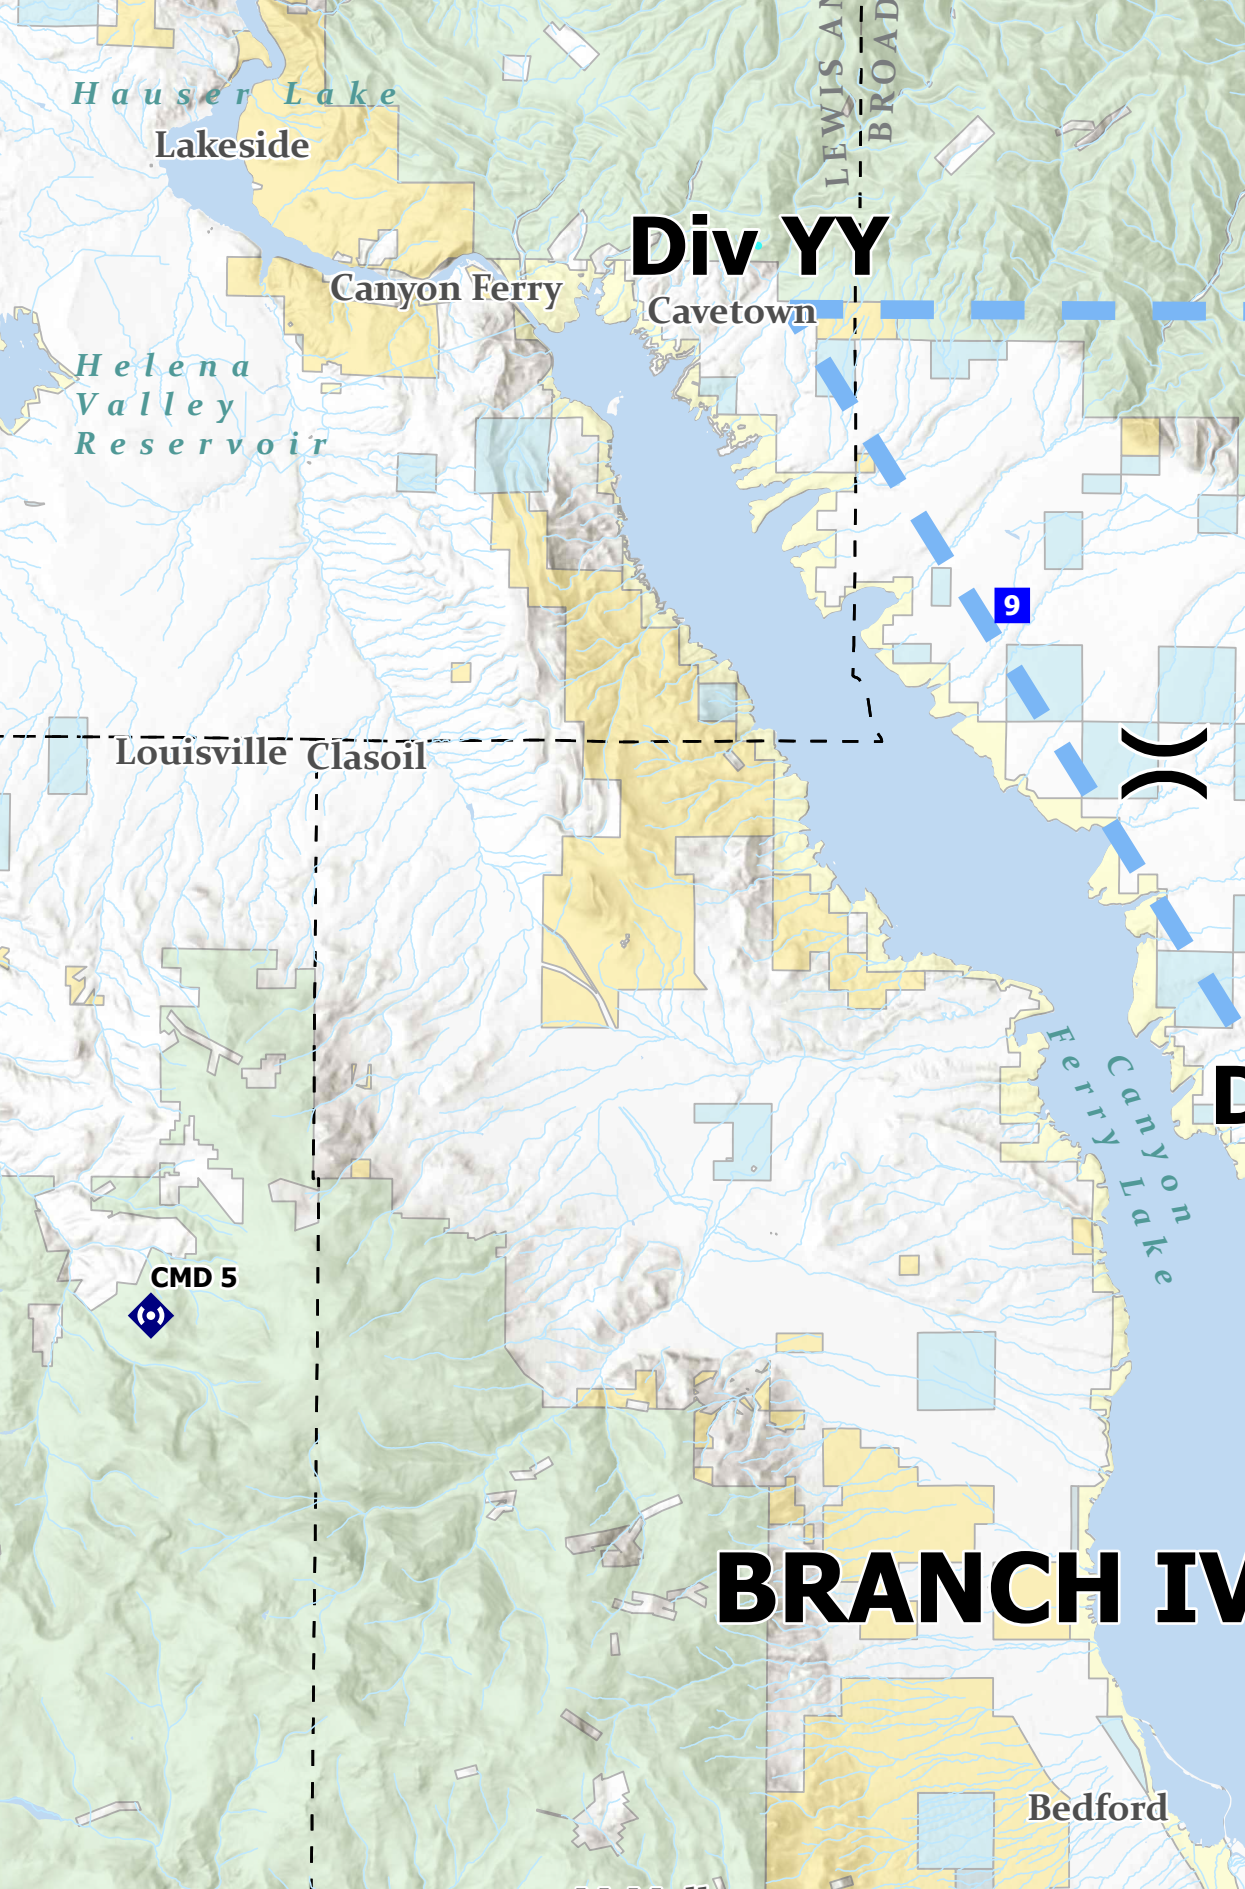 LEWIS AN
BROAD
Hauser Lake
Lakeside
Div YY
Canyon Ferry
Cavetown
Helena
Valley
Reservoir
9
Louisville
Clasoil
Canyon
Ferry Lake
D
CMD 5
BRANCH IV
Bedford